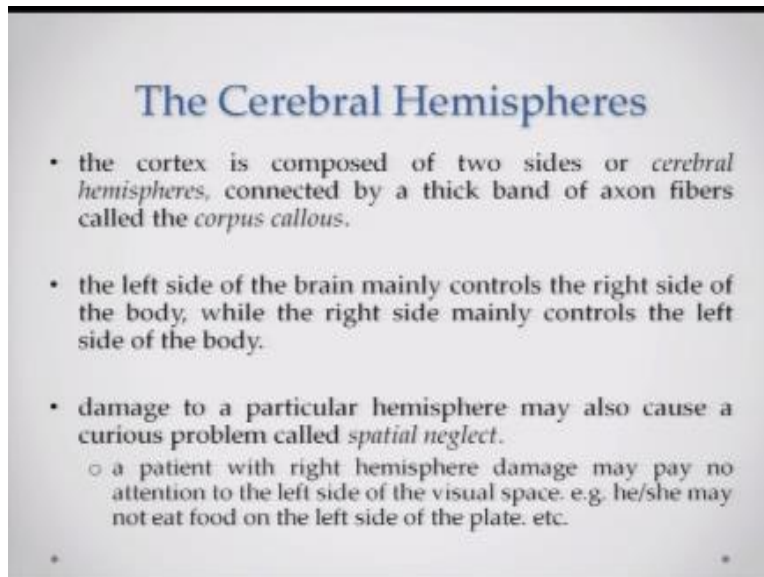 The Cerebral Hemispheres
• the cortex is composed of two sides or cerebral
hemispheres, connected by a thick band of axon fibers
called the corpus callous.
• the left side of the brain mainly controls the right side of
the body, while the right side mainly controls the left
side of the body.
• damage to a particular hemisphere may also cause a
curious problem called spatial neglect.
○ a patient with right hemisphere damage may pay no
attention to the left side of the visual space. e.g. he/she may
not eat food on the left side of the plate. etc.